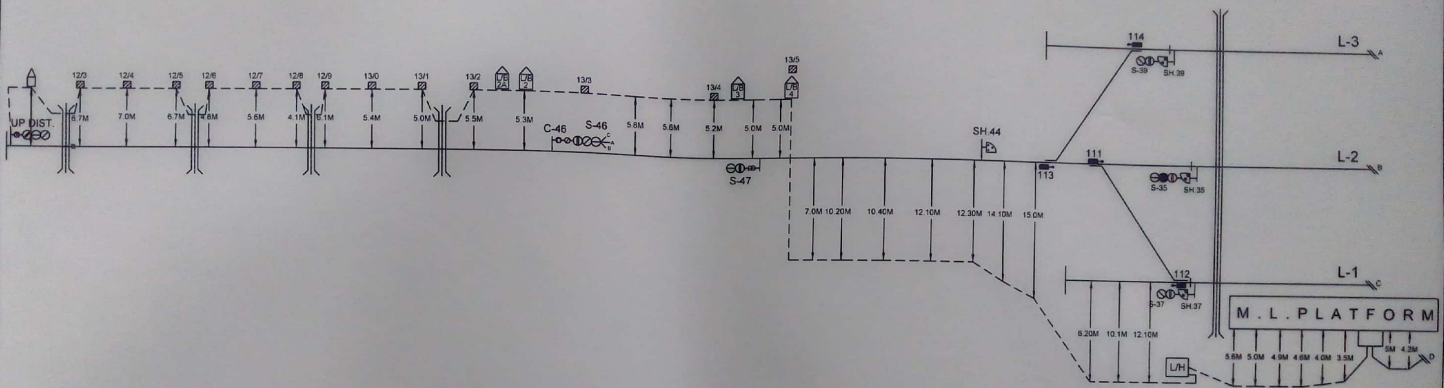 114
L-3
A
S-39
SH.39
13/5
12/3
12/4
12/5
12/6
12/7
12/8
12/9
13/0
13/1
13/2
L/B
2A
L/B
2
13/3
13/4
L/B
3
L/B
4
UP DIST.
6.7M
7.0M
6.7M
4.8M
5.6M
4.1M
6.1M
5.4M
5.0M
5.5M
5.3M
C-46
S-46
C
A
B
5.8M
5.6M
5.2M
5.0M
5.0M
SH.44
S-47
113
111
L-2
B
S-35
SH.35
7.0M
10.20M
10.40M
12.10M
12.30M
14.10M
15.0M
112
L-1
C
S-37
SH.37
6.20M
10.1M
12.10M
L/H
M . L . PLATFORM
5.6M
5.0M
4.9M
4.6M
4.0M
3.5M
5M
4.2M
D